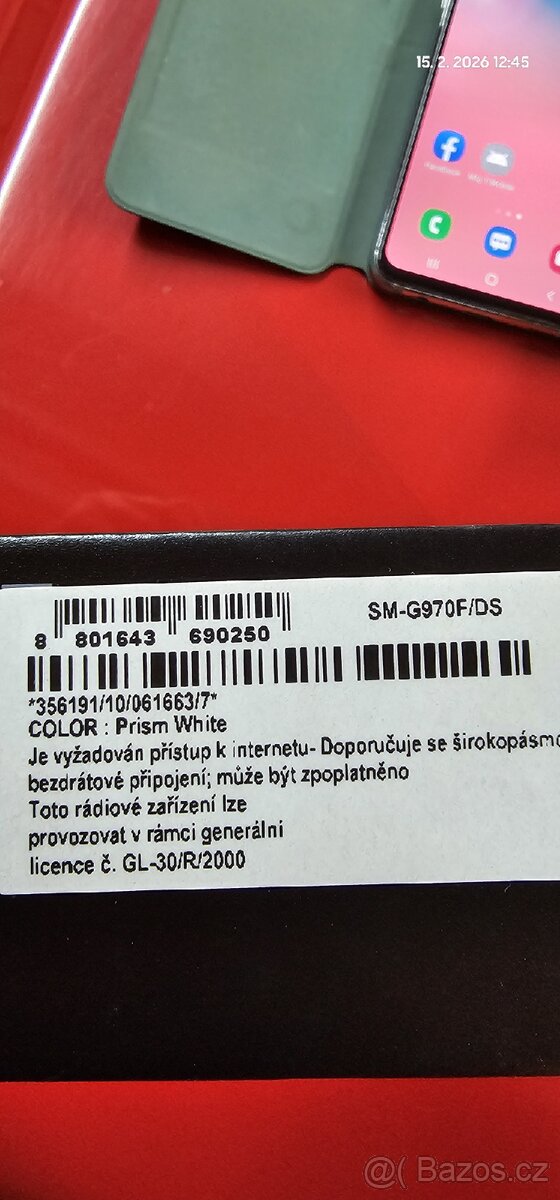 15. 2. 2026 12:45
Facebook
SM-G970F/DS
8 801643 690250
*356191/10/061663/7*
COLOR : Prism White
Je vyžadován přístup k internetu- Doporučuje se širokopásmo
bezdrátové připojení; může být zpoplatněno
Toto rádiové zařízení lze
provozovat v rámci generální
licence č. GL-30/R/2000
@( Bazos.cz